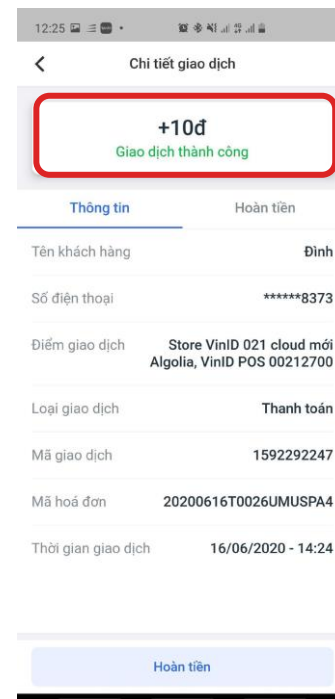 12:25
Chi tiết giao dịch
+10đ
Giao dịch thành công
Thông tin Hoàn tiền
Tên khách hàng Đình
Số điện thoại ******8373
Điểm giao dịch Store VinID 021 cloud mới
Algolia, VinID POS 00212700
Loại giao dịch Thanh toán
Mã giao dịch 1592292247
Mã hoá đơn 20200616T0026UMUSPA4
Thời gian giao dịch 16/06/2020 - 14:24
Hoàn tiền